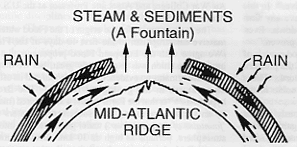 STEAM & SEDIMENTS
(A Fountain)
RAIN
RAIN
MID-ATLANTIC
RIDGE